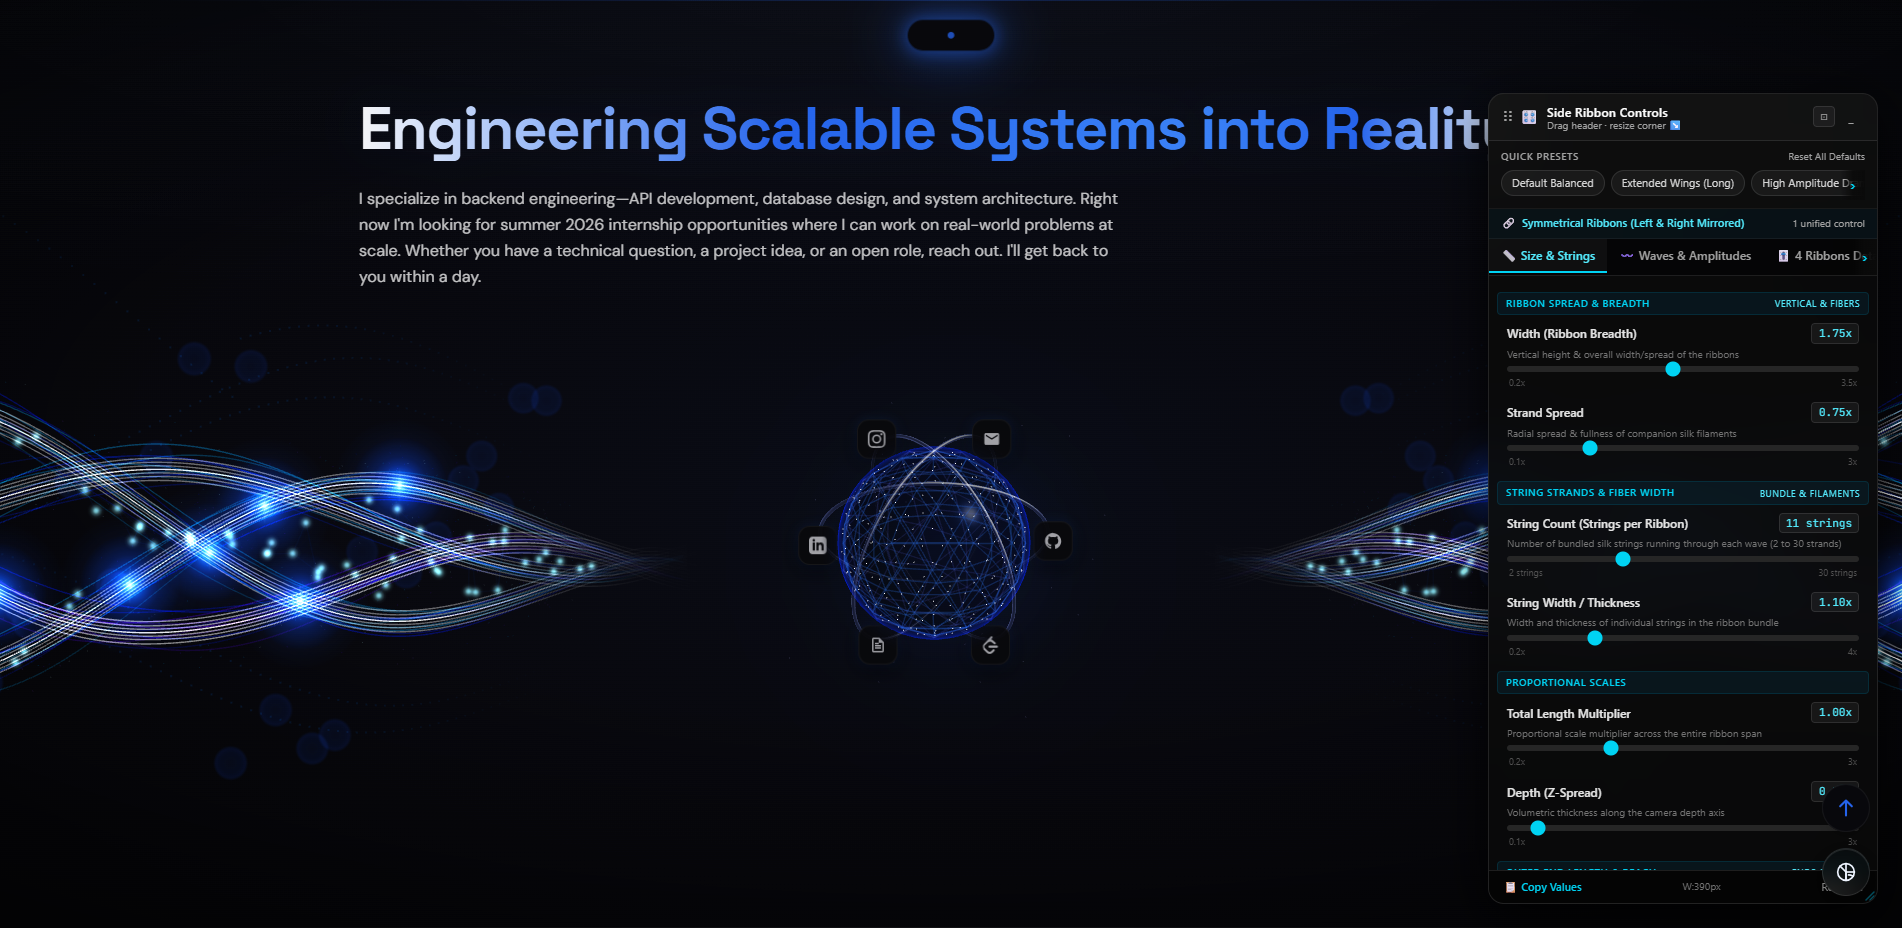 Engineering Scalable Systems into Reality
I specialize in backend engineering—API development, database design, and system architecture. Right
now I'm looking for summer 2026 internship opportunities where I can work on real-world problems at
scale. Whether you have a technical question, a project idea, or an open role, reach out. I'll get back to
you within a day.
in
Side Ribbon Controls
Drag header · resize corner
QUICK PRESETS
Reset All Defaults
Default Balanced
Extended Wings (Long)
High Amplitude
Symmetrical Ribbons (Left & Right Mirrored)
1 unified control
Size & Strings
Waves & Amplitudes
4 Ribbons
RIBBON SPREAD & BREADTH
VERTICAL & FIBERS
Width (Ribbon Breadth)
1.75x
Vertical height & overall width/spread of the ribbons
0.2x
3.5x
Strand Spread
0.75x
Radial spread & fullness of companion silk filaments
0.1x
3x
STRING STRANDS & FIBER WIDTH
BUNDLE & FILAMENTS
String Count (Strings per Ribbon)
11 strings
Number of bundled silk strings running through each wave (2 to 30 strands)
2 strings
30 strings
String Width / Thickness
1.10x
Width and thickness of individual strings in the ribbon bundle
0.2x
4x
PROPORTIONAL SCALES
Total Length Multiplier
1.00x
Proportional scale multiplier across the entire ribbon span
0.2x
3x
Depth (Z-Spread)
Volumetric thickness along the camera depth axis
0.1x
3x
Copy Values
W:390px